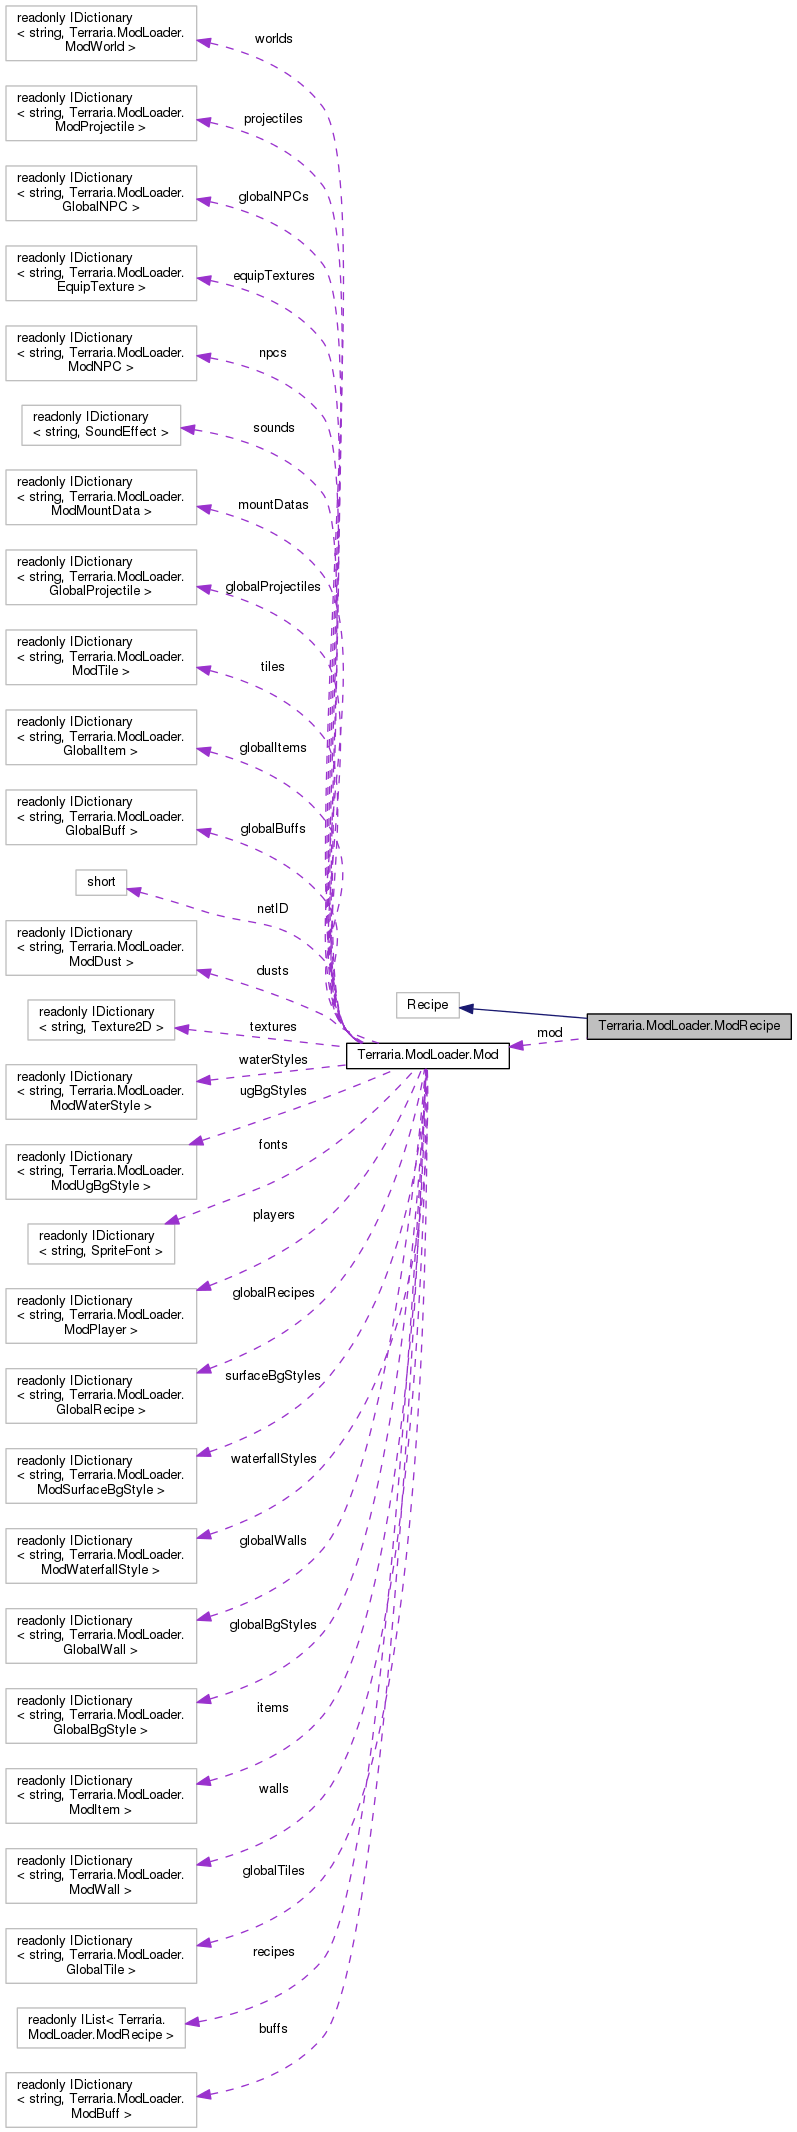 readonly IDictionary
< string, Terraria.ModLoader.
ModWorld >
worlds
readonly IDictionary
< string, Terraria.ModLoader.
ModProjectile >
projectiles
readonly IDictionary
< string, Terraria.ModLoader.
GlobalNPC >
globalNPCs
readonly IDictionary
< string, Terraria.ModLoader.
EquipTexture >
equipTextures
readonly IDictionary
< string, Terraria.ModLoader.
ModNPC >
npcs
readonly IDictionary
< string, SoundEffect >
sounds
readonly IDictionary
< string, Terraria.ModLoader.
ModMountData >
mountDatas
readonly IDictionary
< string, Terraria.ModLoader.
GlobalProjectile >
globalProjectiles
readonly IDictionary
< string, Terraria.ModLoader.
ModTile >
tiles
readonly IDictionary
< string, Terraria.ModLoader.
GlobalItem >
globalItems
readonly IDictionary
< string, Terraria.ModLoader.
GlobalBuff >
globalBuffs
short
netID
readonly IDictionary
< string, Terraria.ModLoader.
ModDust >
dusts
readonly IDictionary
< string, Texture2D >
textures
Recipe
Terraria.ModLoader.ModRecipe
mod
Terraria.ModLoader.Mod
readonly IDictionary
< string, Terraria.ModLoader.
ModWaterStyle >
waterStyles
ugBgStyles
readonly IDictionary
< string, Terraria.ModLoader.
ModUgBgStyle >
fonts
readonly IDictionary
< string, SpriteFont >
players
readonly IDictionary
< string, Terraria.ModLoader.
ModPlayer >
globalRecipes
readonly IDictionary
< string, Terraria.ModLoader.
GlobalRecipe >
surfaceBgStyles
readonly IDictionary
< string, Terraria.ModLoader.
ModSurfaceBgStyle >
waterfallStyles
readonly IDictionary
< string, Terraria.ModLoader.
ModWaterfallStyle >
globalWalls
readonly IDictionary
< string, Terraria.ModLoader.
GlobalWall >
globalBgStyles
readonly IDictionary
< string, Terraria.ModLoader.
GlobalBgStyle >
items
readonly IDictionary
< string, Terraria.ModLoader.
ModItem >
walls
readonly IDictionary
< string, Terraria.ModLoader.
ModWall >
globalTiles
readonly IDictionary
< string, Terraria.ModLoader.
GlobalTile >
recipes
readonly IList< Terraria.
ModLoader.ModRecipe >
buffs
readonly IDictionary
< string, Terraria.ModLoader.
ModBuff >